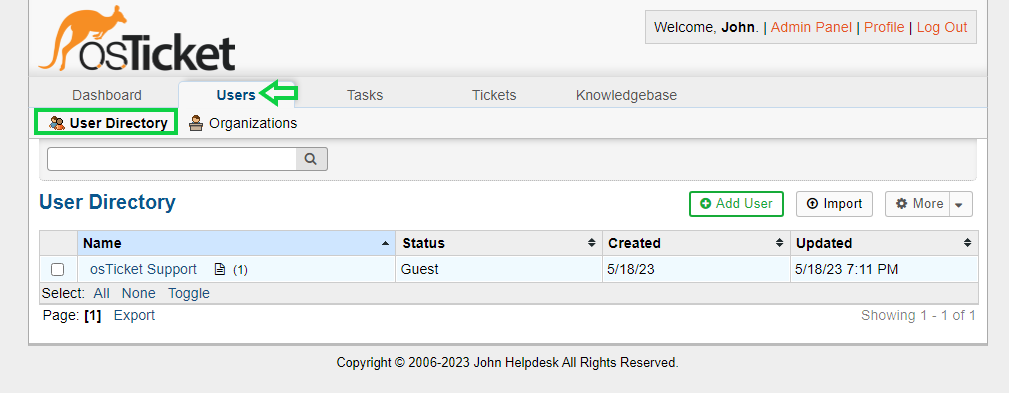 osTicket
Welcome, John. | Admin Panel | Profile | Log Out
Dashboard Users Tasks Tickets Knowledgebase
User Directory Organizations
User Directory
Add User Import More
Name Status Created Updated
osTicket Support (1) Guest 5/18/23 5/18/23 7:11 PM
Select: All None Toggle
Page: [1] Export Showing 1 - 1 of 1
Copyright © 2006-2023 John Helpdesk All Rights Reserved.